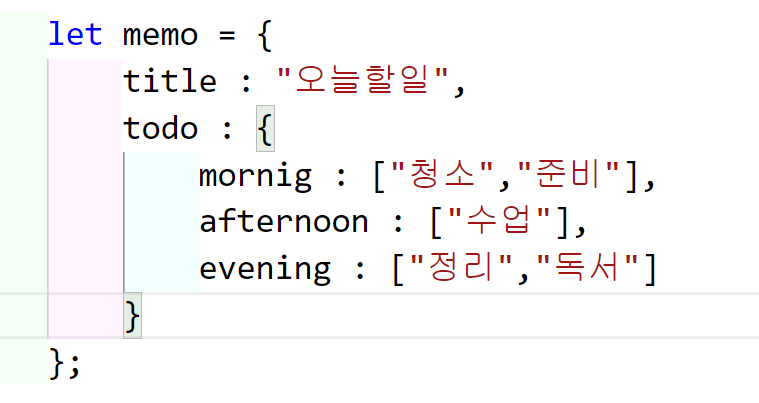 let memo = {
title : "오늘할일",
todo : {
mornig : ["청소","준비"],
afternoon : ["수업"],
evening : ["정리","독서"]
}
};